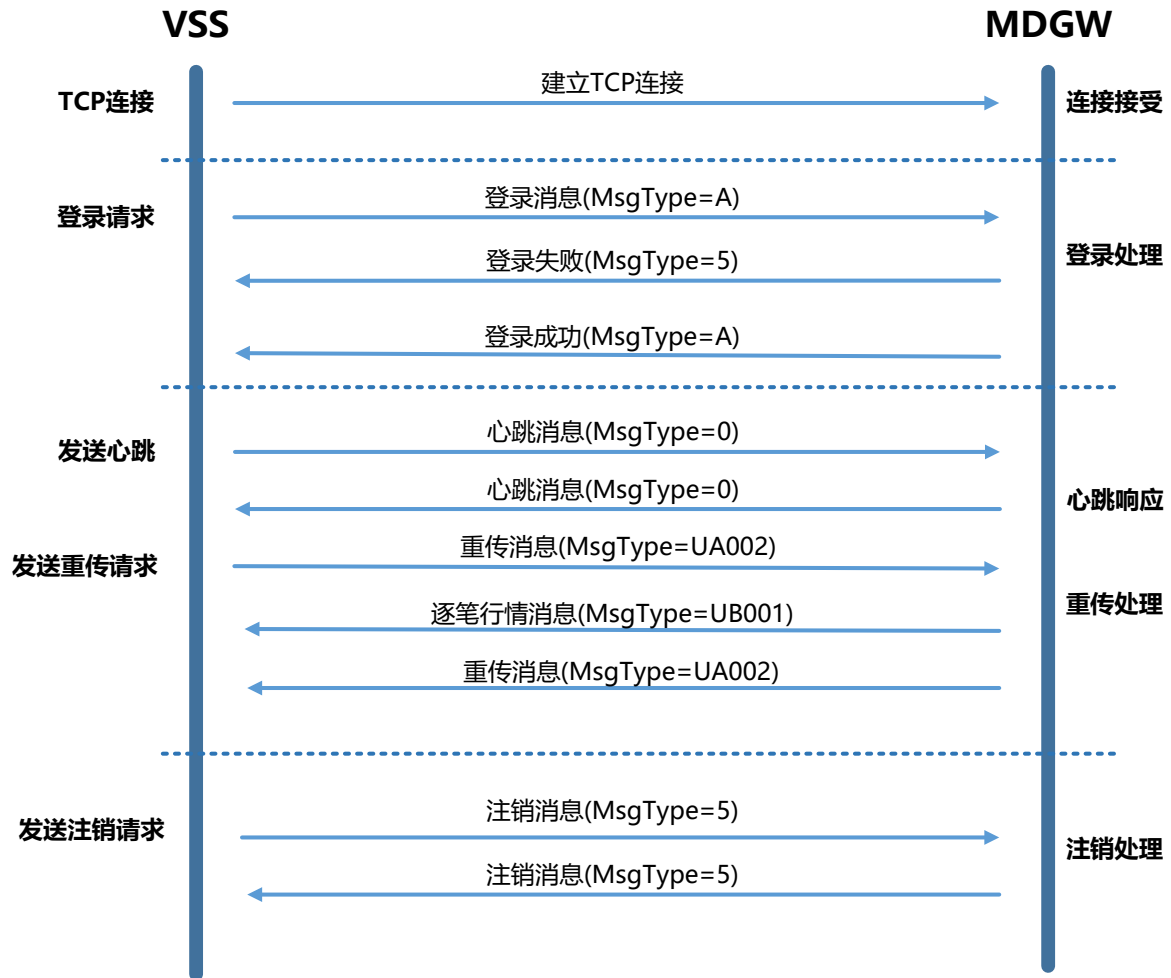 VSS
MDGW
建立TCP连接
TCP连接
连接接受
登录消息(MsgType=A)
登录请求
登录处理
登录失败(MsgType=5)
登录成功(MsgType=A)
心跳消息(MsgType=0)
发送心跳
心跳消息(MsgType=0)
心跳响应
重传消息(MsgType=UA002)
发送重传请求
重传处理
逐笔行情消息(MsgType=UB001)
重传消息(MsgType=UA002)
注销消息(MsgType=5)
发送注销请求
注销处理
注销消息(MsgType=5)